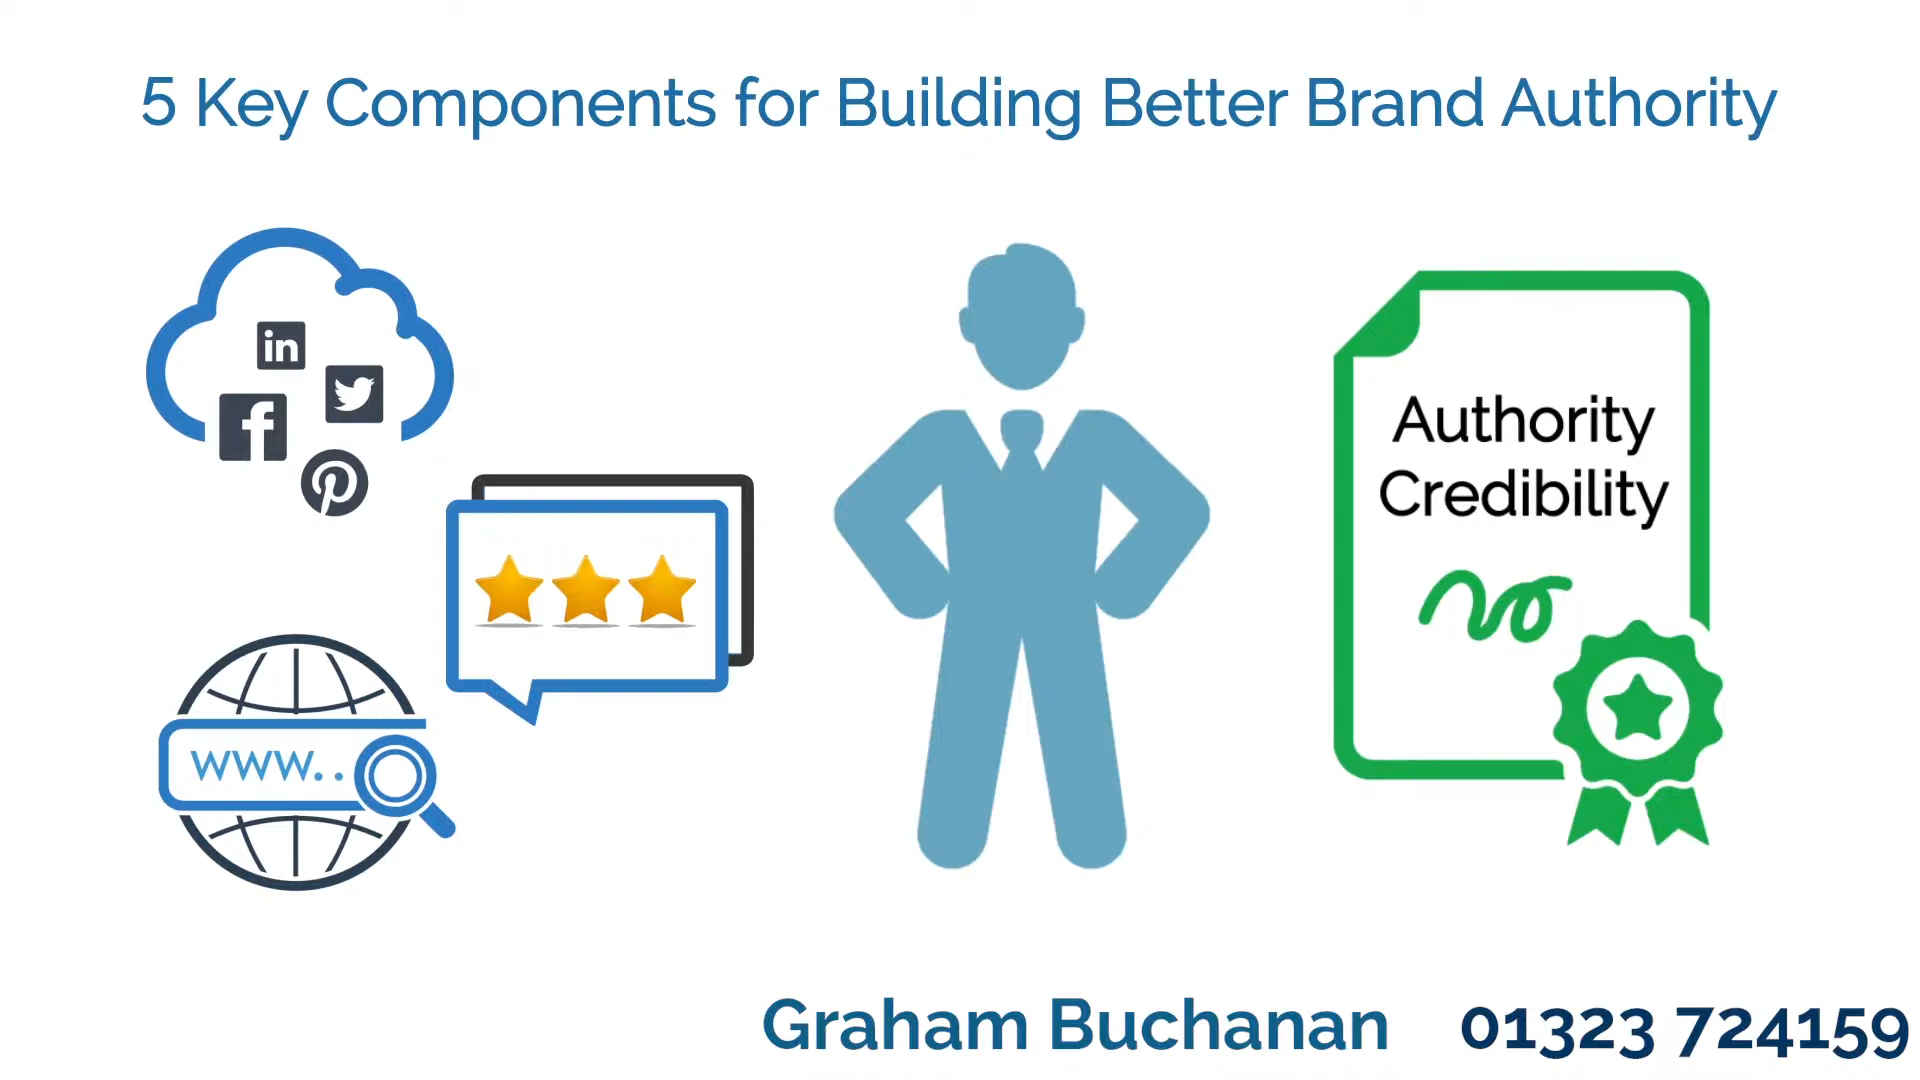 5 Key Components for Building Better Brand Authority
in
f
www..
Authority
Credibility
Graham Buchanan 01323 724159